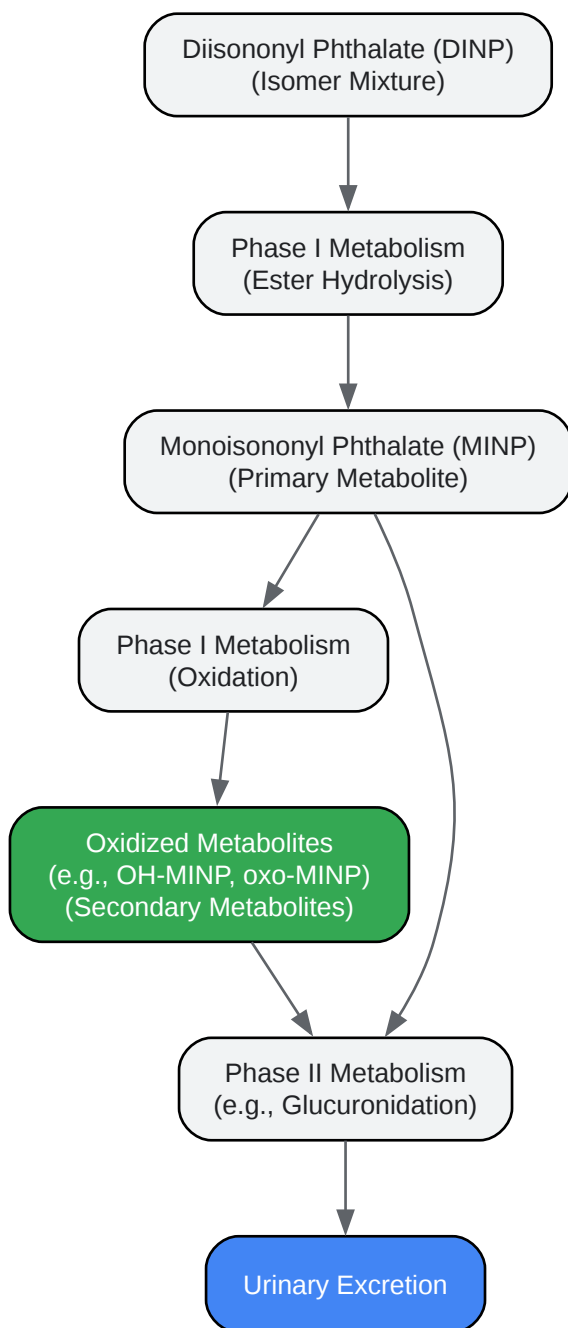 Diisononyl Phthalate (DINP)
(Isomer Mixture)
Phase I Metabolism
(Ester Hydrolysis)
Monoisononyl Phthalate (MINP)
(Primary Metabolite)
Phase I Metabolism
(Oxidation)
Oxidized Metabolites
(e.g., OH-MINP, oxo-MINP)
(Secondary Metabolites)
Phase II Metabolism
(e.g., Glucuronidation)
Urinary Excretion